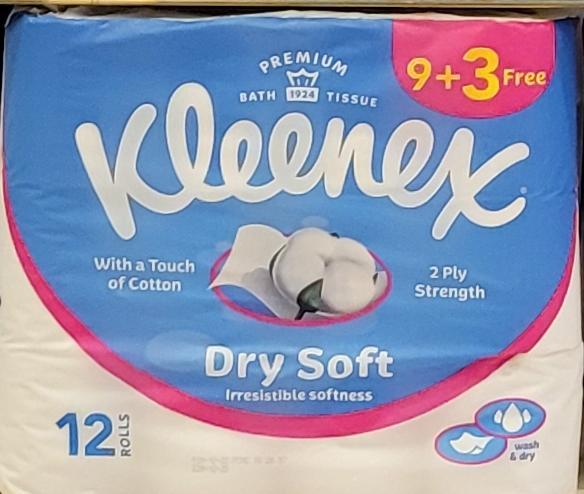 PREMIUM
BATH 1924 TISSUE
9+3 Free
Kleenex
With a Touch
of Cotton
2 Ply
Strength
Dry Soft
Irresistible softness
12 ROLLS
wash
& dry